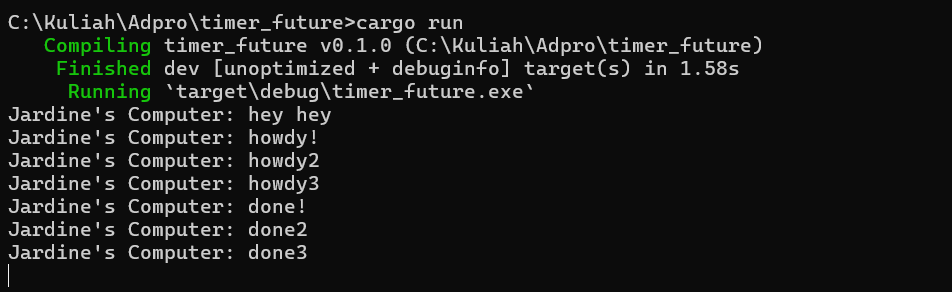 C:\Kuliah\Adpro\timer_future>cargo run
   Compiling timer_future v0.1.0 (C:\Kuliah\Adpro\timer_future)
    Finished dev [unoptimized + debuginfo] target(s) in 1.58s
     Running `target\debug\timer_future.exe`
Jardine's Computer: hey hey
Jardine's Computer: howdy!
Jardine's Computer: howdy2
Jardine's Computer: howdy3
Jardine's Computer: done!
Jardine's Computer: done2
Jardine's Computer: done3